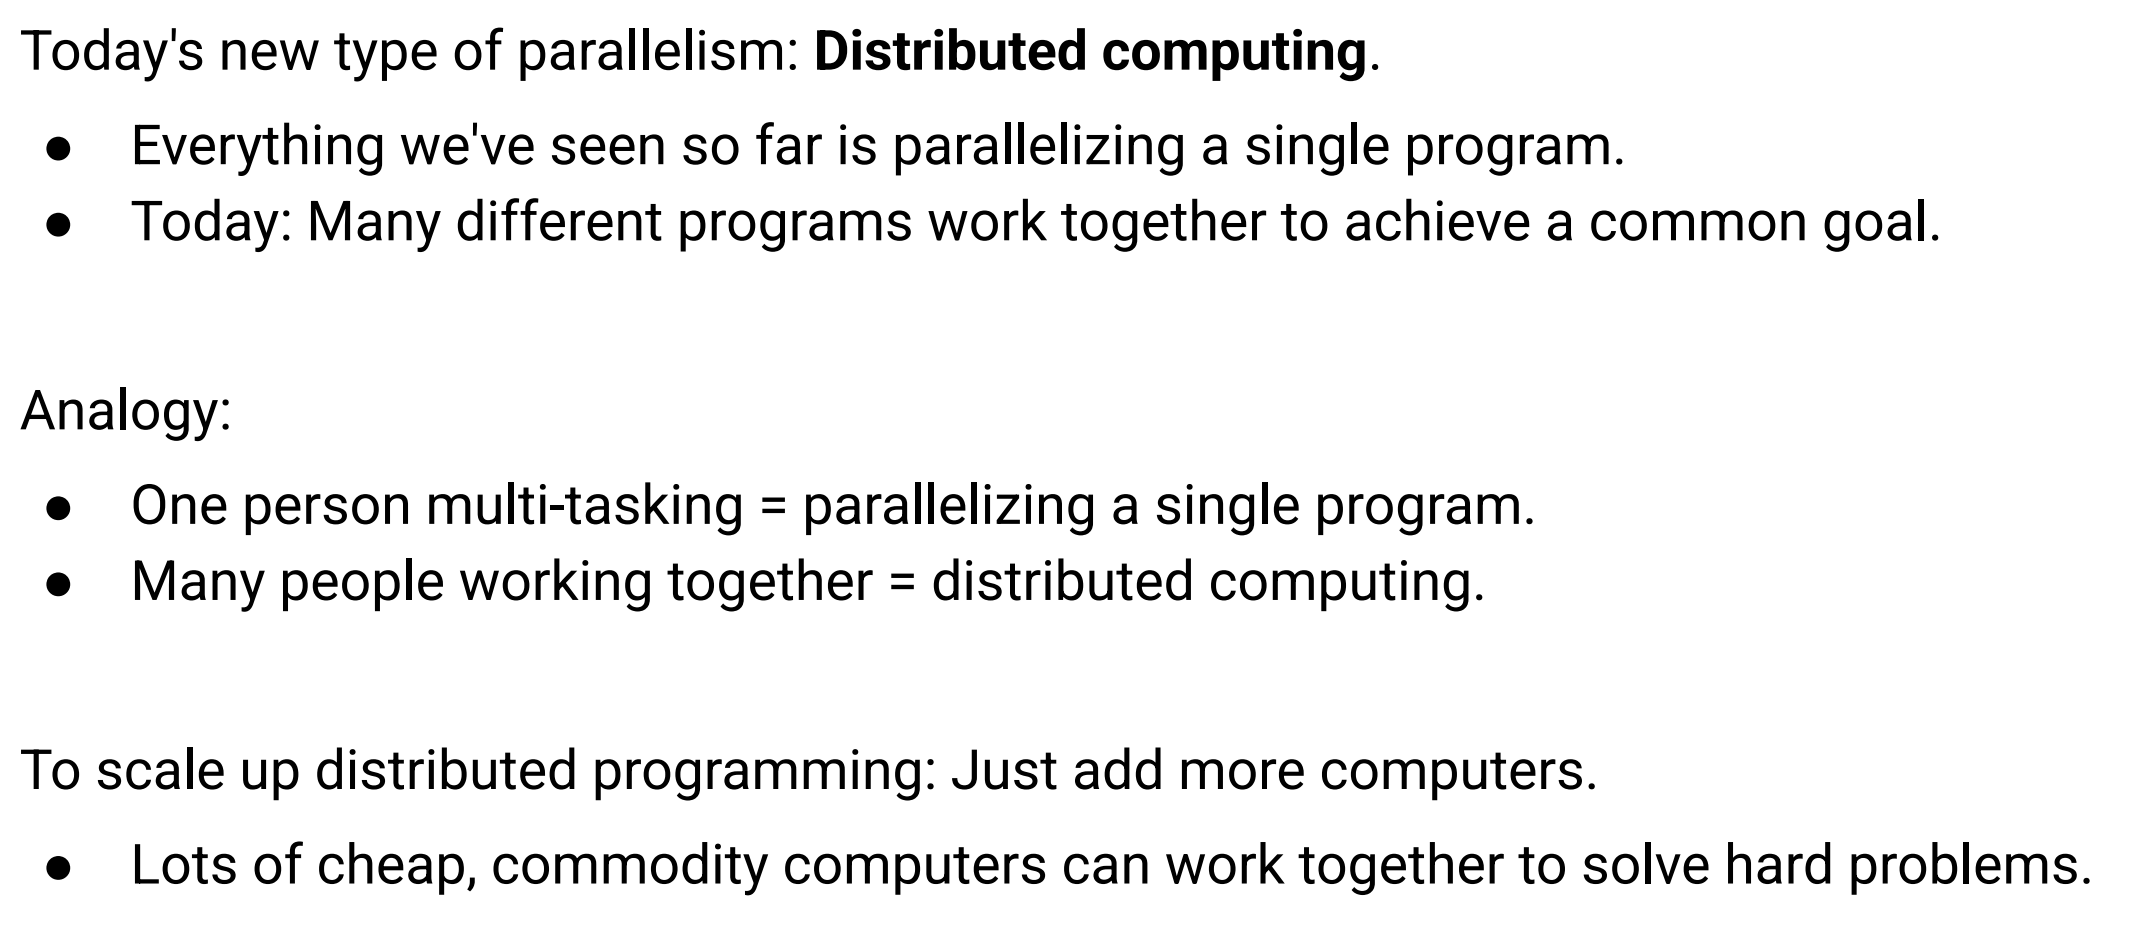 Today's new type of parallelism: Distributed computing.
● Everything we've seen so far is parallelizing a single program.
● Today: Many different programs work together to achieve a common goal.
Analogy:
● One person multi-tasking = parallelizing a single program.
● Many people working together = distributed computing.
To scale up distributed programming: Just add more computers.
● Lots of cheap, commodity computers can work together to solve hard problems.